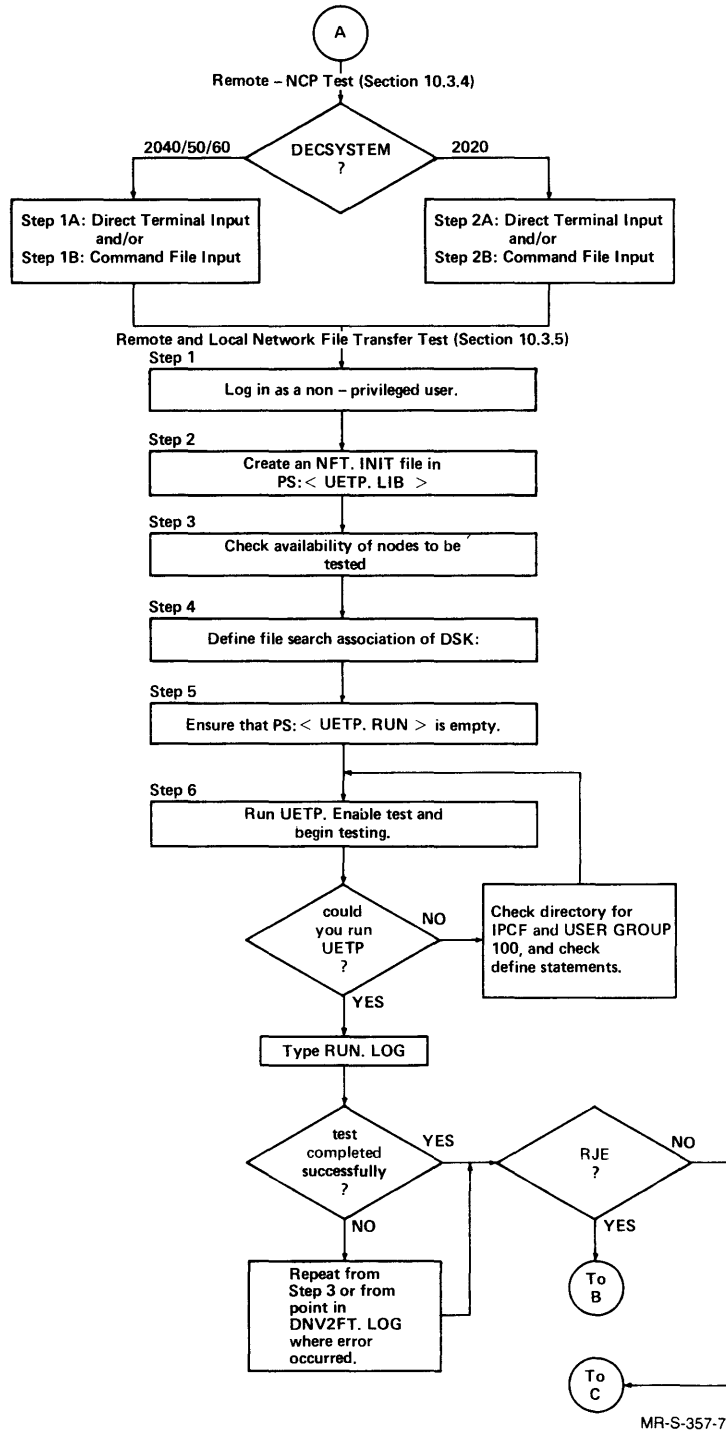 A
Remote – NCP Test (Section 10.3.4)
DECSYSTEM
?
2040/50/60
2020
Step 1A: Direct Terminal Input
and/or
Step 1B: Command File Input
Step 2A: Direct Terminal Input
and/or
Step 2B: Command File Input
Remote and Local Network File Transfer Test (Section 10.3.5)
Step 1
Log in as a non – privileged user.
Step 2
Create an NFT. INIT file in
PS:< UETP. LIB >
Step 3
Check availability of nodes to be
tested
Step 4
Define file search association of DSK:
Step 5
Ensure that PS:< UETP. RUN > is empty.
Step 6
Run UETP. Enable test and
begin testing.
could
you run
UETP
?
NO
Check directory for
IPCF and USER GROUP
100, and check
define statements.
YES
Type RUN. LOG
test
completed
successfully
?
YES
RJE
?
NO
NO
YES
Repeat from
Step 3 or from
point in
DNV2FT. LOG
where error
occurred.
To
B
To
C
MR-S-357-79